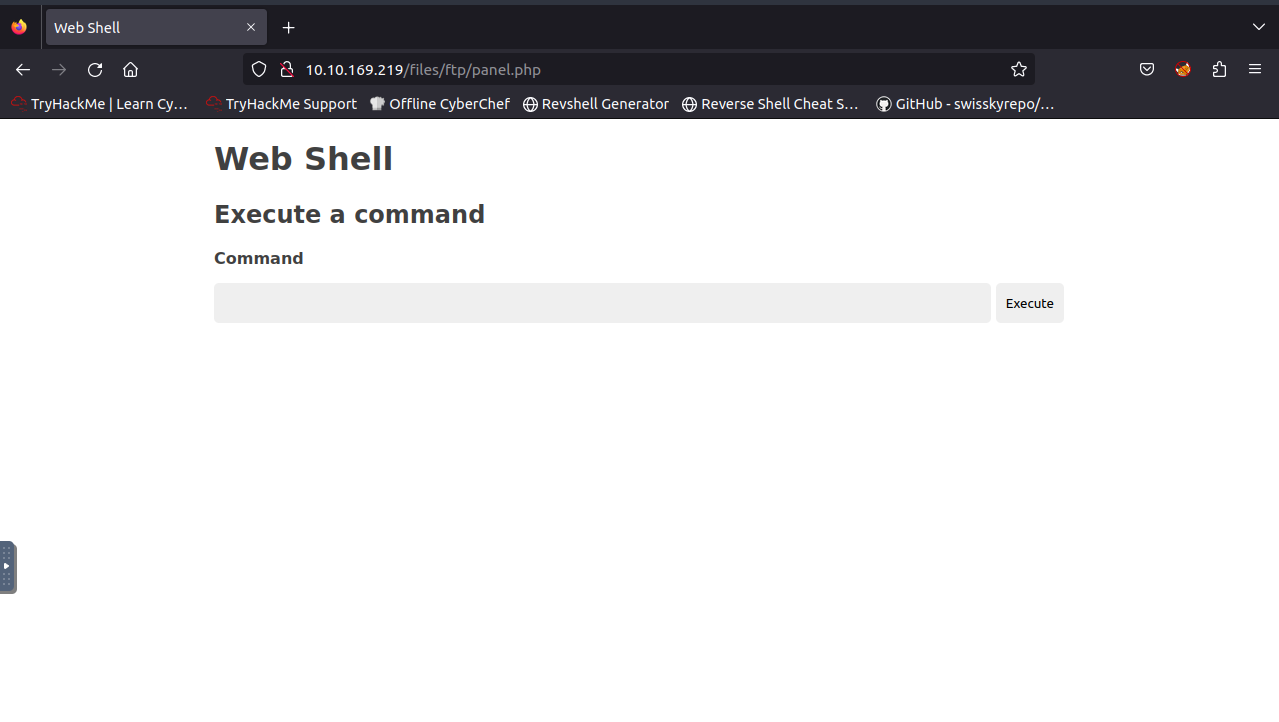 Web Shell
10.10.169.219/files/ftp/panel.php
TryHackMe | Learn Cy… TryHackMe Support Offline CyberChef Revshell Generator Reverse Shell Cheat S… GitHub - swisskyrepo/…
Web Shell
Execute a command
Command
Execute